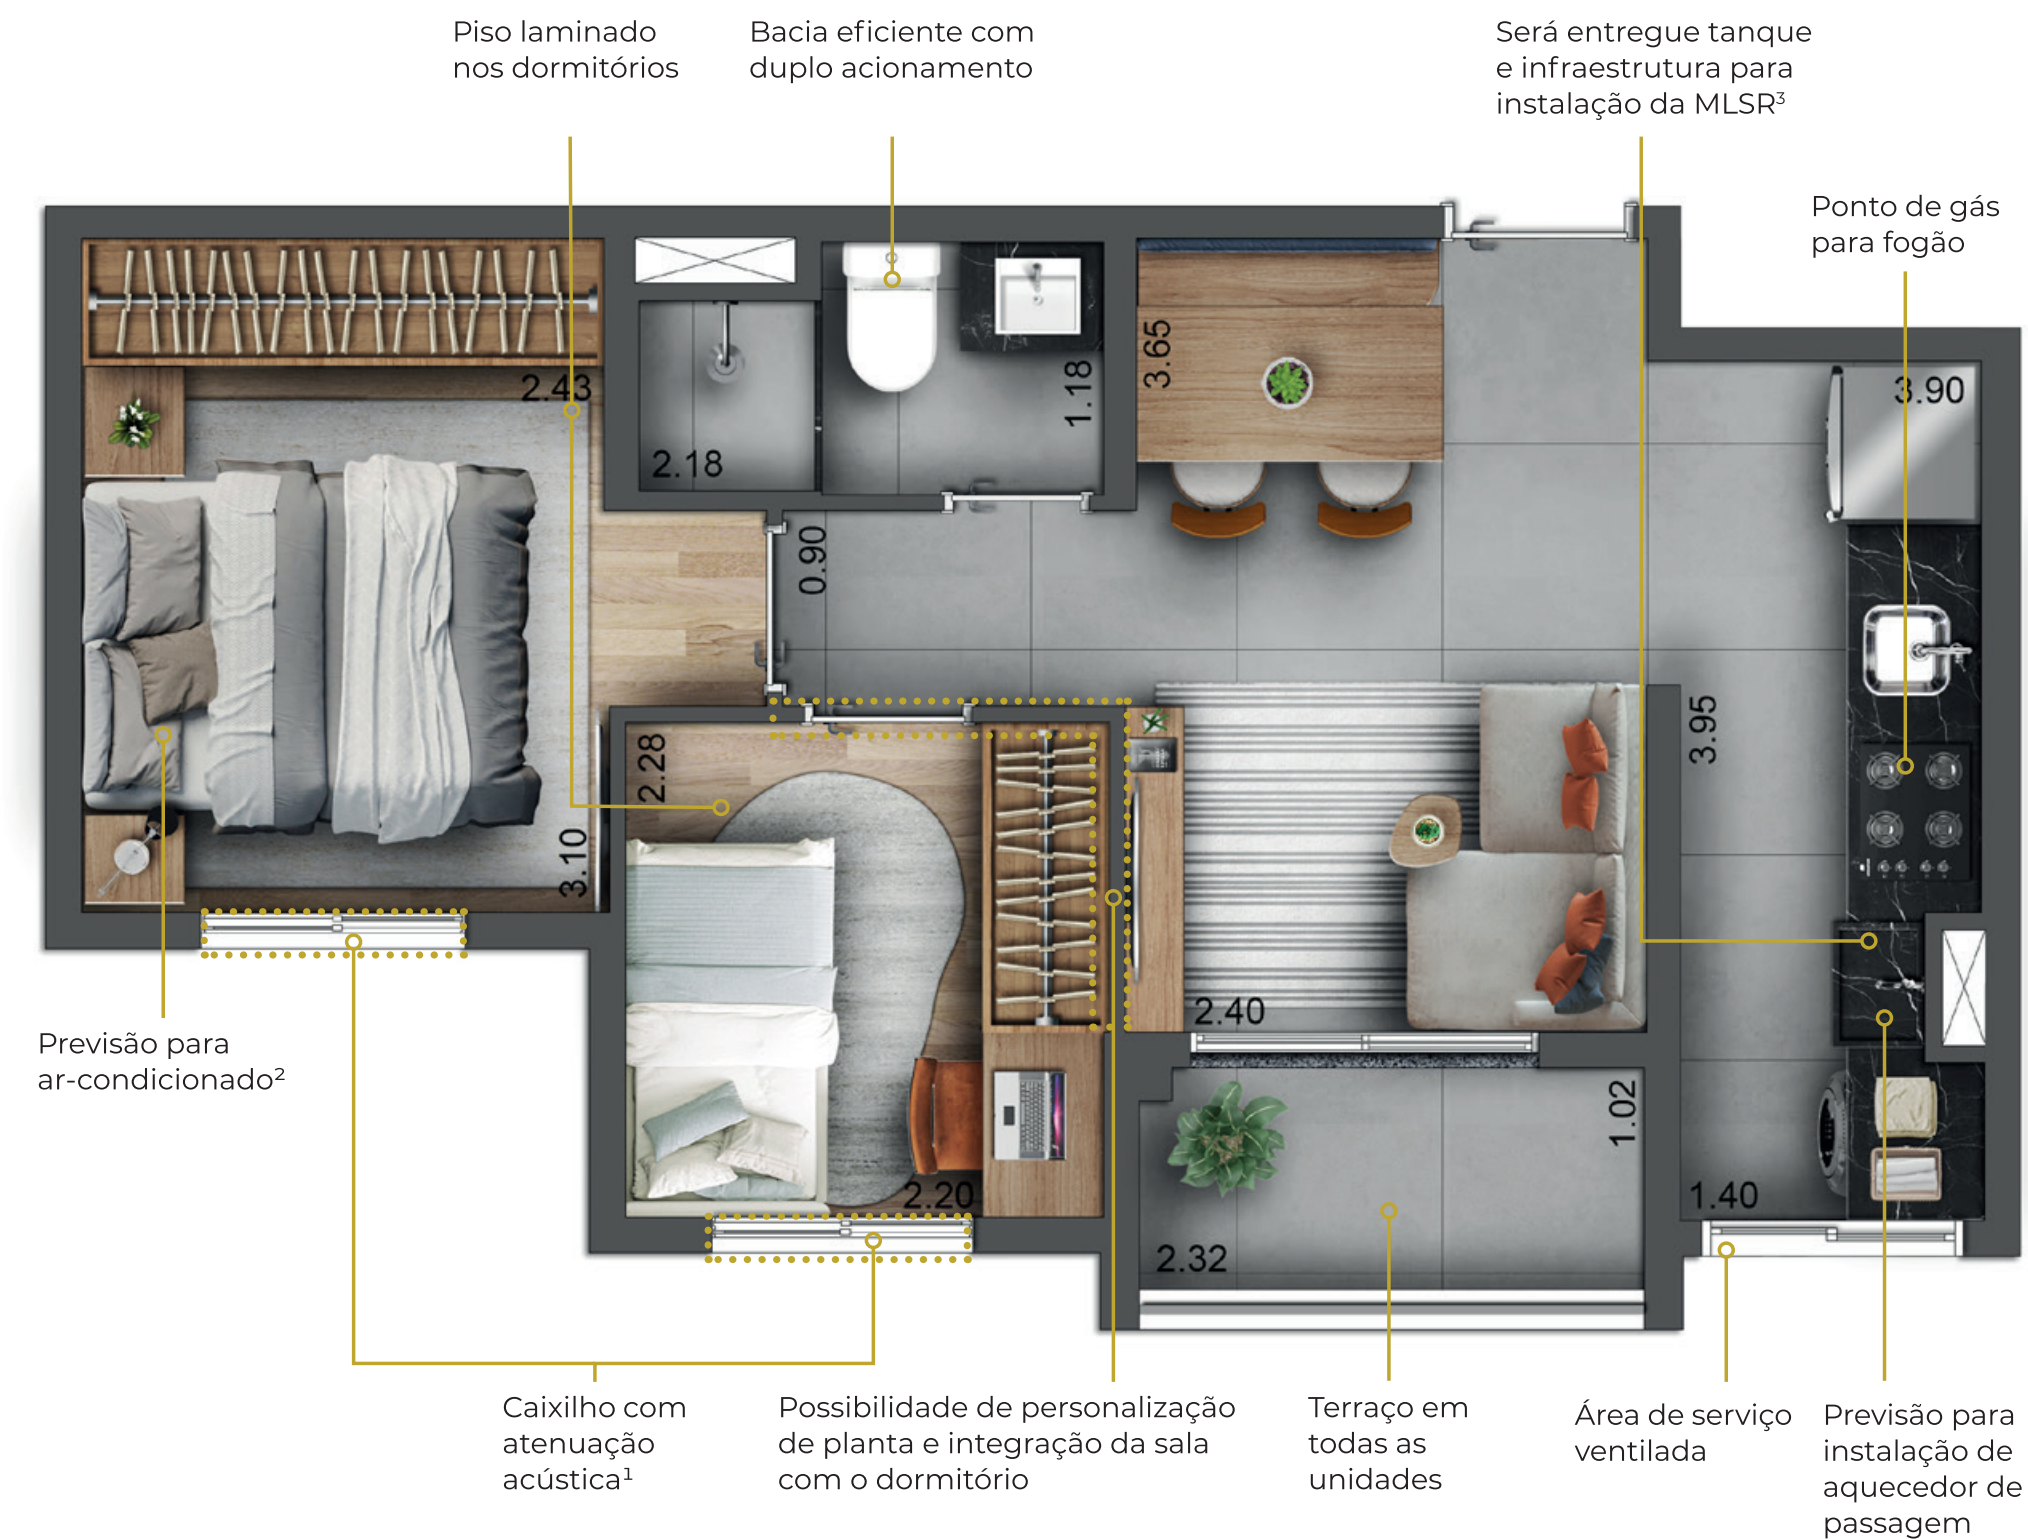 Piso laminado
nos dormitórios
Bacia eficiente com
duplo acionamento
Será entregue tanque
e infraestrutura para
instalação da MLSR³
Ponto de gás
para fogão
2.43
2.18
1.18
3.65
3.90
0.90
2.28
3.10
3.95
2.40
1.02
2.20
1.40
2.32
Previsão para
ar-condicionado²
Caixilho com
atenuação
acústica¹
Possibilidade de personalização
de planta e integração da sala
com o dormitório
Terraço em
todas as
unidades
Área de serviço
ventilada
Previsão para
instalação de
aquecedor de
passagem